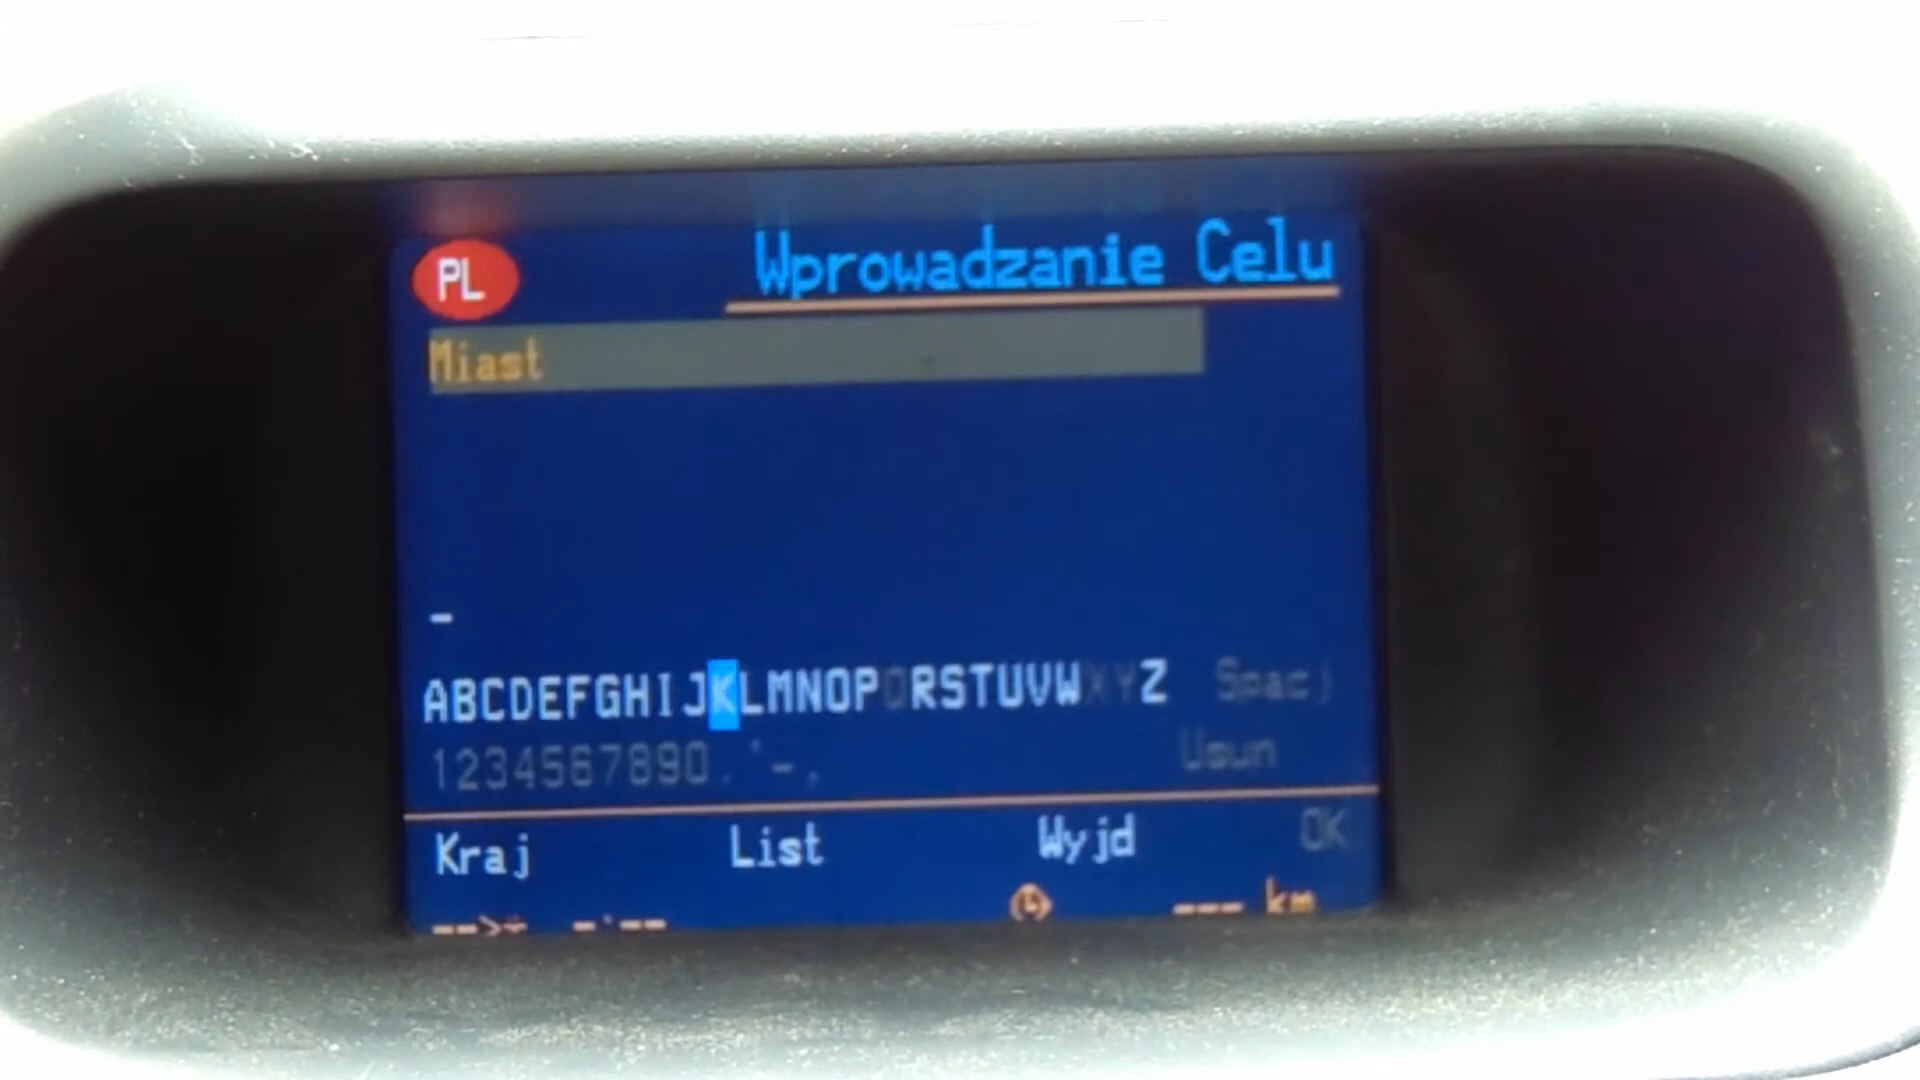 PL Wprowadzanie Celu
Miast
-
ABCDEFGHIJKLMNOPQRSTUVWXYZ Spacj
1234567890.'-, Usun
Kraj List Wyjd OK
--->+ -:-- --- km